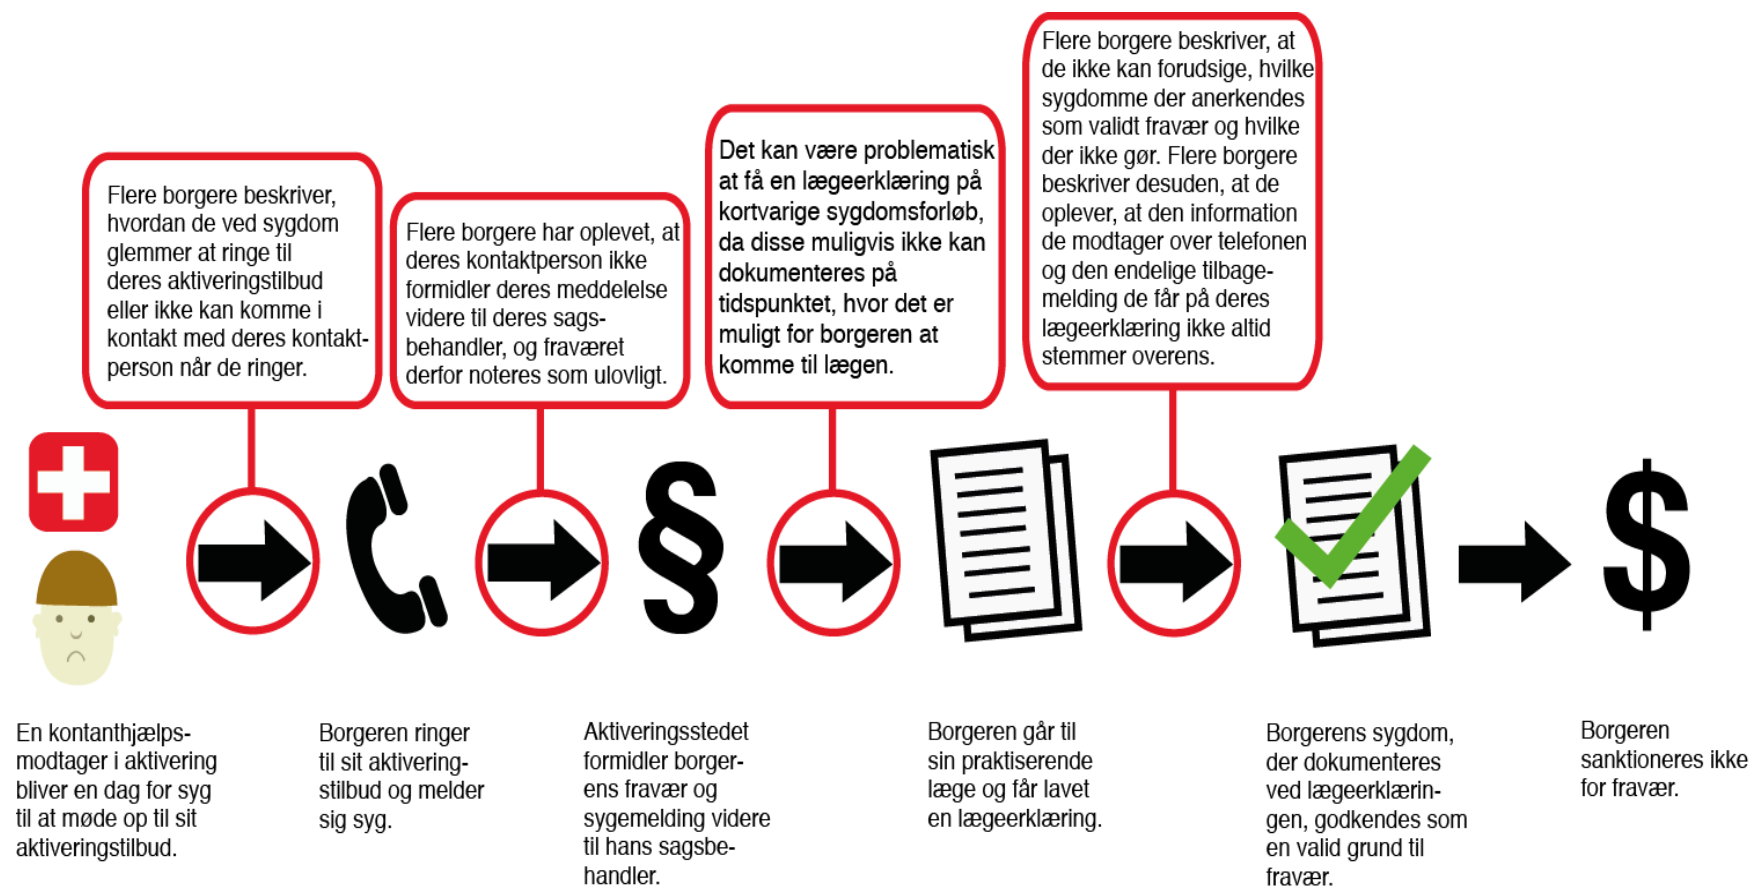 Flere borgere beskriver,
hvordan de ved sygdom
glemmer at ringe til
deres aktiveringstilbud
eller ikke kan komme i
kontakt med deres kontakt-
person når de ringer.
Flere borgere har oplevet, at
deres kontaktperson ikke
formidler deres meddelelse
videre til deres sags-
behandler, og fraværet
derfor noteres som ulovligt.
Det kan være problematisk
at få en lægeerklæring på
kortvarige sygdomsforløb,
da disse muligvis ikke kan
dokumenteres på
tidspunktet, hvor det er
muligt for borgeren at
komme til lægen.
Flere borgere beskriver, at
de ikke kan forudsige, hvilke
sygdomme der anerkendes
som validt fravær og hvilke
der ikke gør. Flere borgere
beskriver desuden, at de
oplever, at den information
de modtager over telefonen
og den endelige tilbage-
melding de får på deres
lægeerklæring ikke altid
stemmer overens.
§
$
En kontanthjælps-
modtager i aktivering
bliver en dag for syg
til at møde op til sit
aktiveringstilbud.
Borgeren ringer
til sit aktivering-
stilbud og melder
sig syg.
Aktiveringsstedet
formidler borger-
ens fravær og
sygemelding videre
til hans sagsbe-
handler.
Borgeren går til
sin praktiserende
læge og får lavet
en lægeerklæring.
Borgerens sygdom,
der dokumenteres
ved lægeerklærin-
gen, godkendes som
en valid grund til
fravær.
Borgeren
sanktioneres ikke
for fravær.